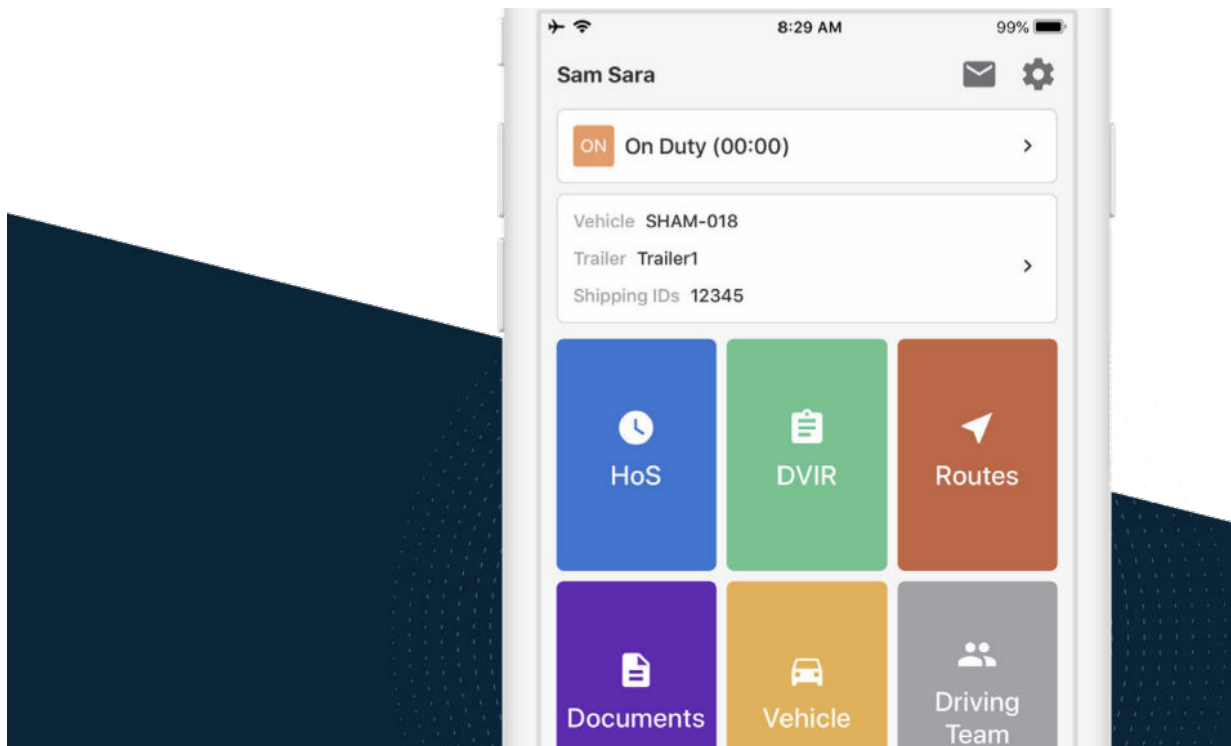 8:29 AM
99%
Sam Sara
ON On Duty (00:00)
Vehicle SHAM-018
Trailer Trailer1
Shipping IDs 12345
HoS
DVIR
Routes
Documents
Vehicle
Driving
Team